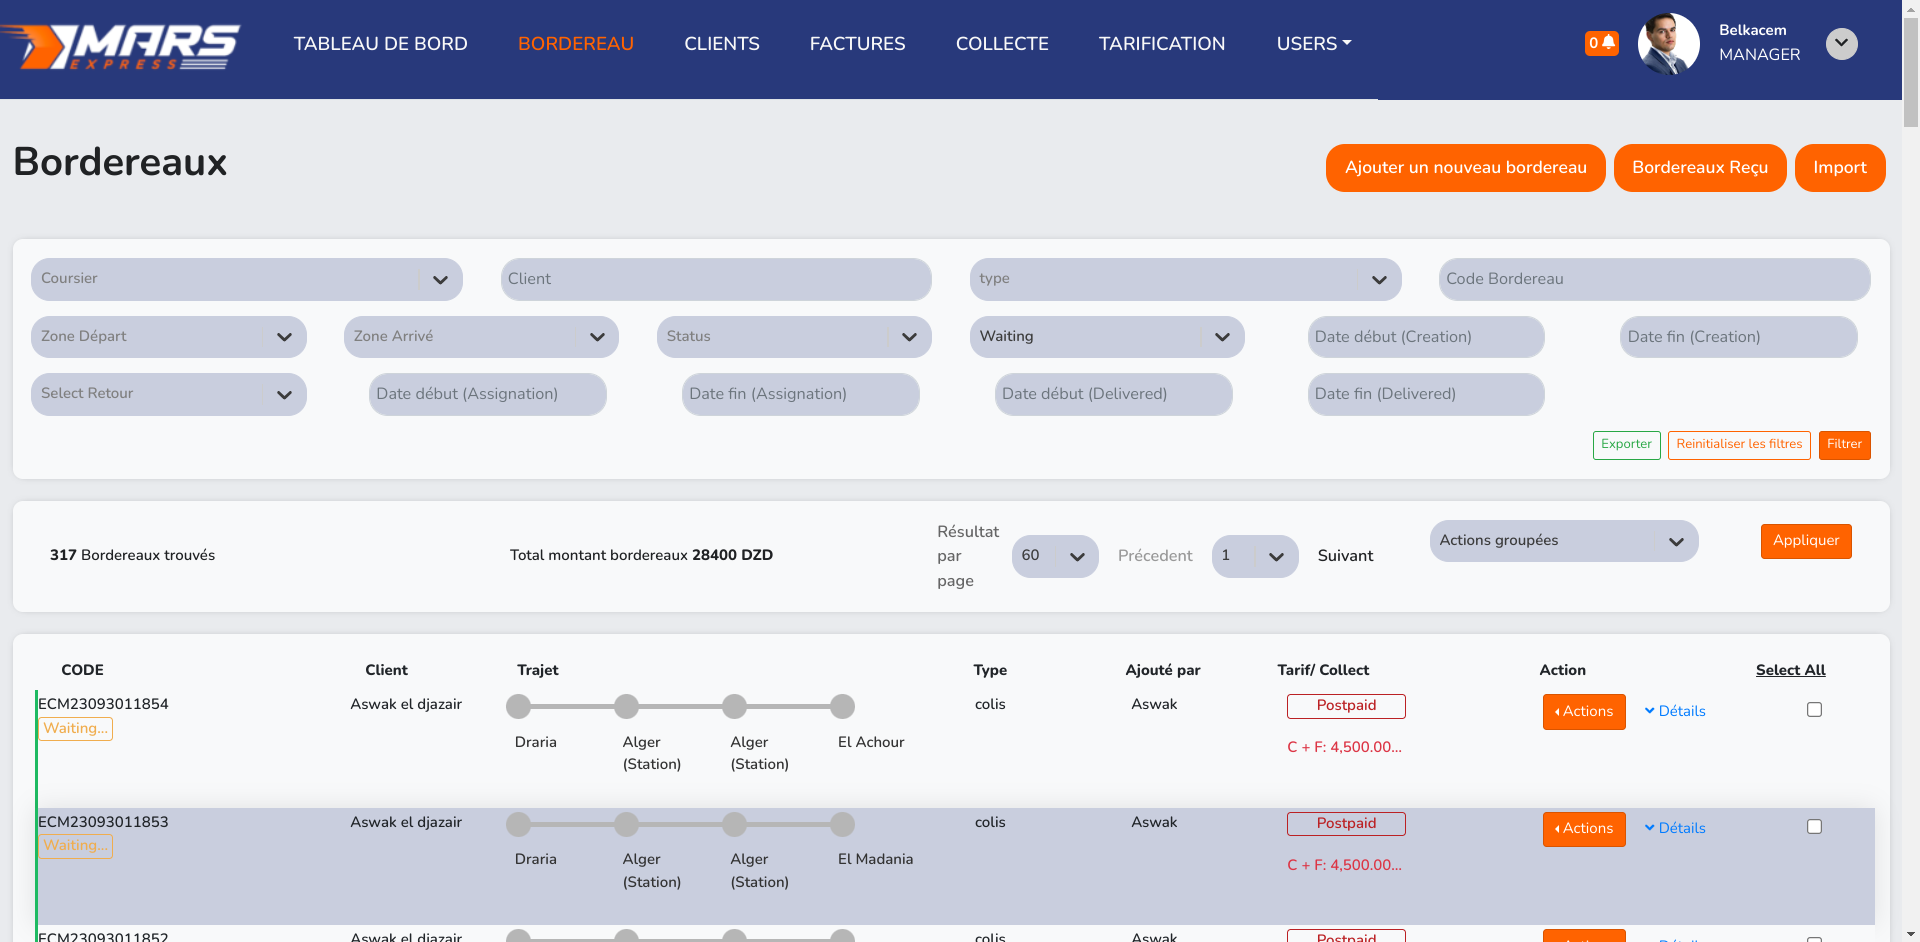 MARS
EXPRESS
TABLEAU DE BORD
BORDEREAU
CLIENTS
FACTURES
COLLECTE
TARIFICATION
USERS
0
Belkacem
MANAGER
Bordereaux
Ajouter un nouveau bordereau
Bordereaux Reçu
Import
Coursier
Client
type
Code Bordereau
Zone Départ
Zone Arrivé
Status
Waiting
Date début (Creation)
Date fin (Creation)
Select Retour
Date début (Assignation)
Date fin (Assignation)
Date début (Delivered)
Date fin (Delivered)
Exporter
Reinitialiser les filtres
Filtrer
317 Bordereaux trouvés
Total montant bordereaux 28400 DZD
Résultat
par
page
60
Précedent
1
Suivant
Actions groupées
Appliquer
CODE
Client
Trajet
Type
Ajouté par
Tarif/ Collect
Action
Select All
ECM23093011854
Waiting...
Aswak el djazair
Draria
Alger
(Station)
Alger
(Station)
El Achour
colis
Aswak
Postpaid
C + F: 4,500.00...
Actions
Détails
ECM23093011853
Waiting...
Aswak el djazair
Draria
Alger
(Station)
Alger
(Station)
El Madania
colis
Aswak
Postpaid
C + F: 4,500.00...
Actions
Détails
ECM23093011852
Aswak el djazair
colis
Aswak
Postpaid
Actions
Détails